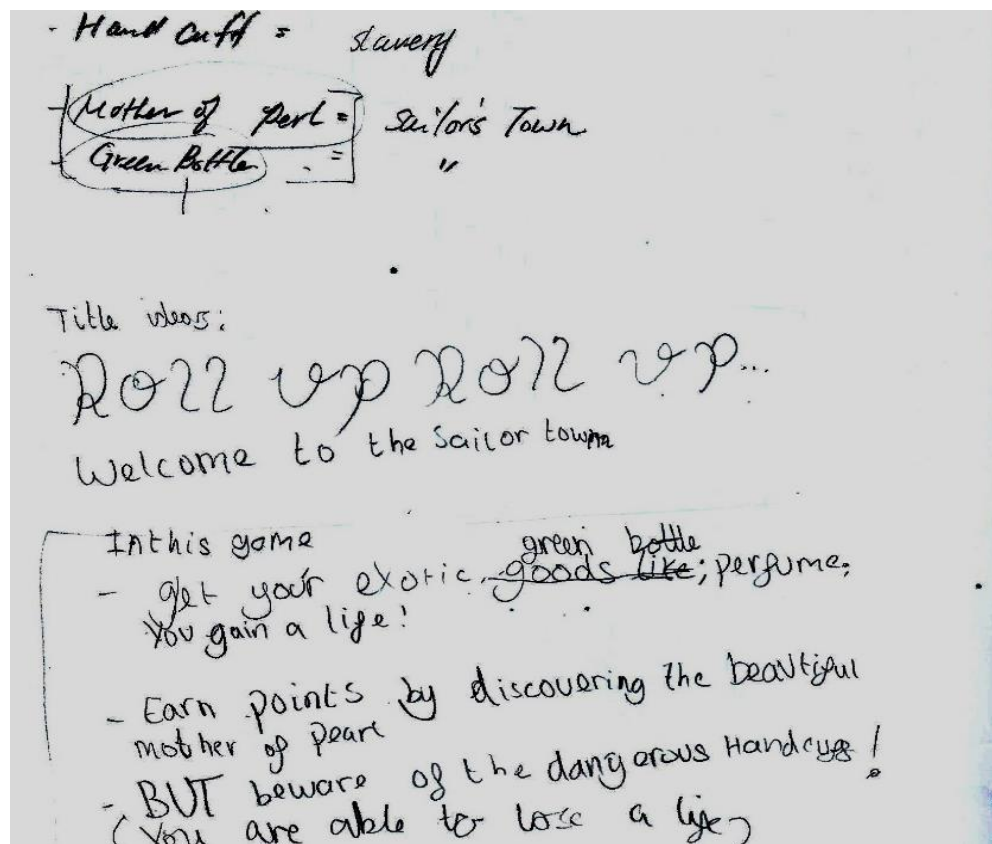 - Hand cuff = slavery
- Mother of perl = Sailor's Town
- Green Bottle = "
Title ideas:
Roll up Roll up...
Welcome to the Sailor town
In this game
green bottle
- get your exotic goods like; perfume;
You gain a life!
- Earn points by discovering the beautiful
mother of pearl
- BUT beware of the dangerous Handcuffs!
(You are able to lose a life)